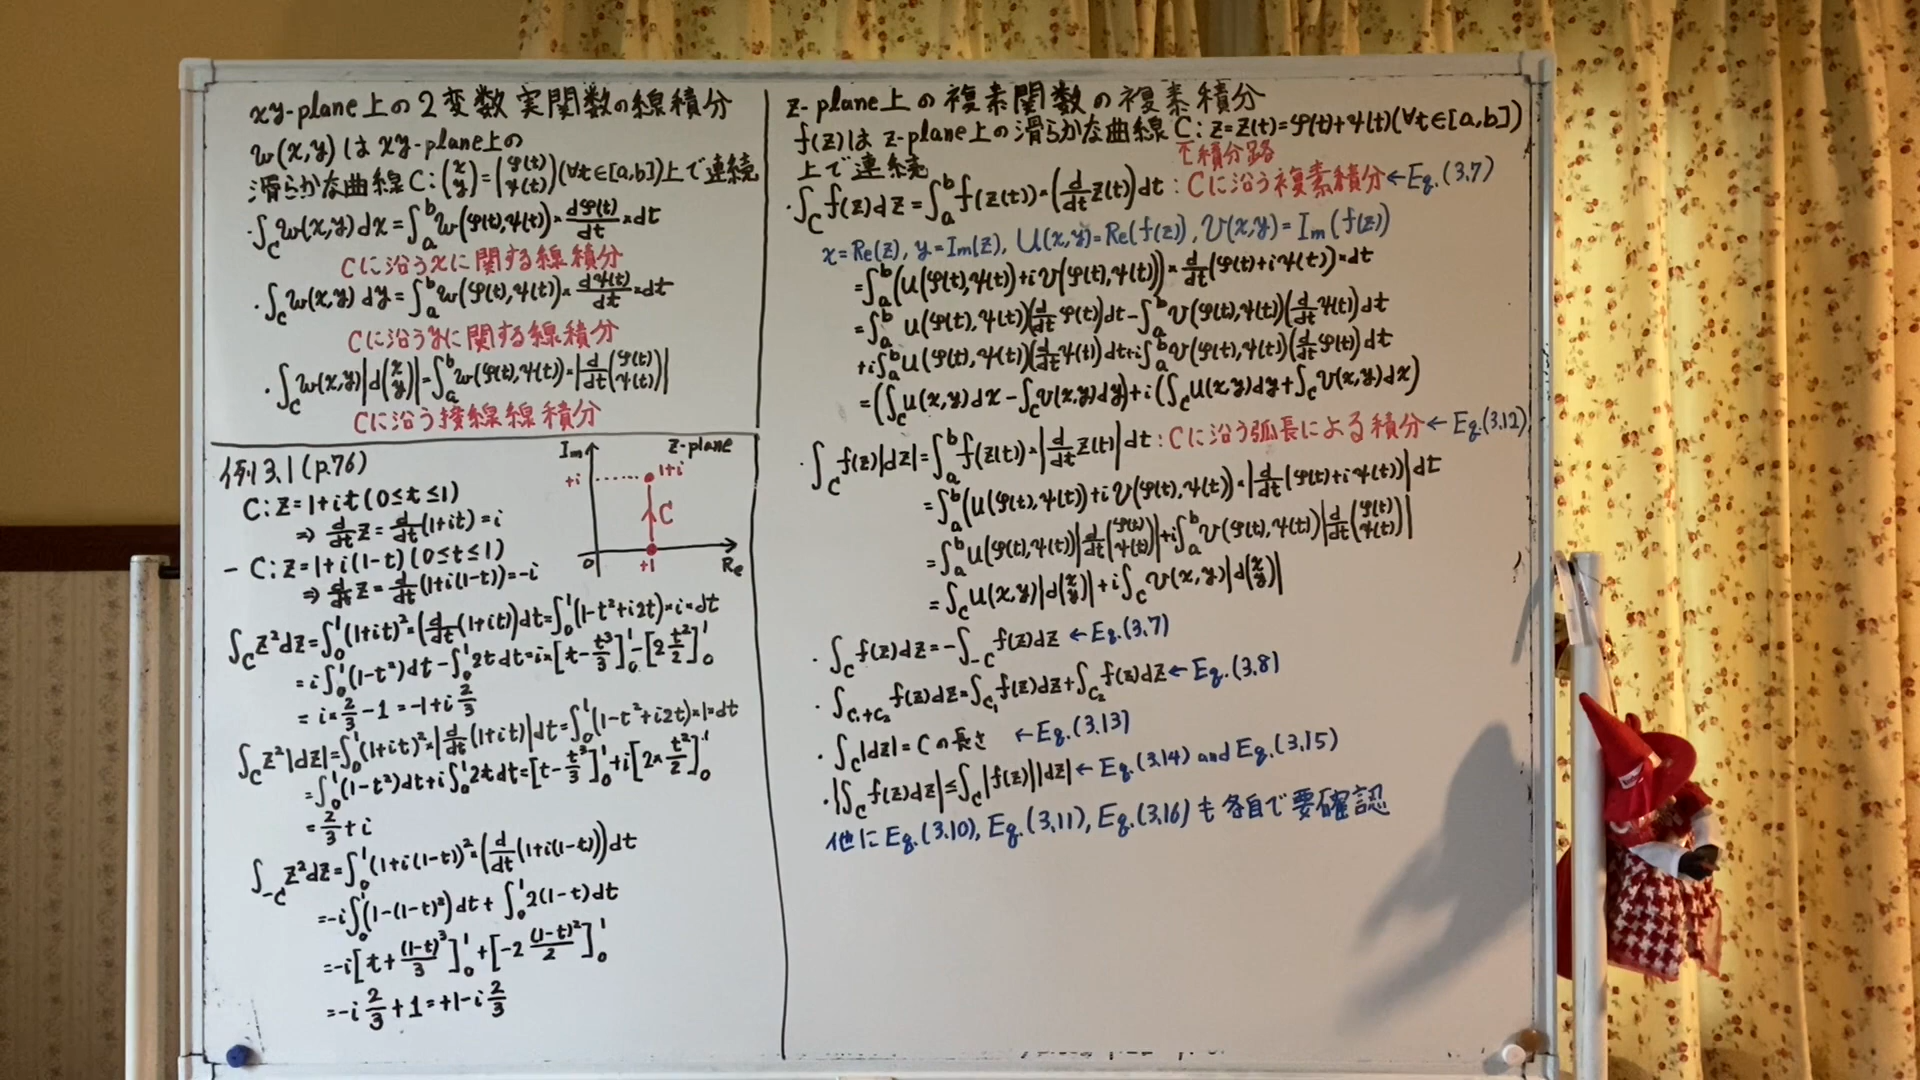 xy-plane上の2変数実関数の線積分
w(x,y)はxy-plane上の
滑らかな曲線C:(x y)=(φ(t) ψ(t))(∀t∈[a,b])上で連続
・∫_C w(x,y)dx=∫_a^b w(φ(t),ψ(t))×dφ(t)/dt×dt
Cに沿うxに関する線積分
・∫_C w(x,y)dy=∫_a^b w(φ(t),ψ(t))×dψ(t)/dt×dt
Cに沿うyに関する線積分
・∫_C w(x,y)|d(x y)|=∫_a^b w(φ(t),ψ(t))×|d/dt(φ(t) ψ(t))|
Cに沿う接線線積分
例3.1(p.76)
C:z=1+it(0≤t≤1)
⇒d/dt z=d/dt(1+it)=i
-C:z=1+i(1-t)(0≤t≤1)
⇒d/dt z=d/dt(1+i(1-t))=-i
Im
z-plane
+i
1+i
C
0
+1
Re
∫_C z²dz=∫_0^1(1+it)²×(d/dt(1+it))dt=∫_0^1(1-t²+i2t)×i×dt
=i∫_0^1(1-t²)dt-∫_0^1 2tdt=i×[t-t³/3]_0^1-[2t²/2]_0^1
=i×2/3-1=-1+i2/3
∫_C z²|dz|=∫_0^1(1+it)²×|d/dt(1+it)|dt=∫_0^1(1-t²+i2t)×1×dt
=∫_0^1(1-t²)dt+i∫_0^1 2tdt=[t-t³/3]_0^1+i[2×t²/2]_0^1
=2/3+i
∫_-C z²dz=∫_0^1(1+i(1-t))²×(d/dt(1+i(1-t)))dt
=-i∫_0^1(1-(1-t)²)dt+∫_0^1 2(1-t)dt
=-i[t+(1-t)³/3]_0^1+[-2(1-t)²/2]_0^1
=-i2/3+1=+1-i2/3
z-plane上の複素関数の複素積分
f(z)はz-plane上の滑らかな曲線C:z=z(t)=φ(t)+ψ(t)(∀t∈[a,b])
↑積分路
上で連続
・∫_C f(z)dz=∫_a^b f(z(t))×(d/dt z(t))dt:Cに沿う複素積分←Eq.(3.7)
x=Re(z), y=Im(z), U(x,y)=Re(f(z)), V(x,y)=Im(f(z))
=∫_a^b(U(φ(t),ψ(t))+iV(φ(t),ψ(t)))×d/dt(φ(t)+iψ(t))×dt
=∫_a^b U(φ(t),ψ(t))(d/dt φ(t))dt-∫_a^b V(φ(t),ψ(t))(d/dt ψ(t))dt
+i∫_a^b U(φ(t),ψ(t))(d/dt ψ(t))dt+i∫_a^b V(φ(t),ψ(t))(d/dt φ(t))dt
=(∫_C U(x,y)dx-∫_C V(x,y)dy)+i(∫_C U(x,y)dy+∫_C V(x,y)dx)
・∫_C f(z)|dz|=∫_a^b f(z(t))×|d/dt z(t)|dt:Cに沿う弧長による積分←Eq.(3.12)
=∫_a^b(U(φ(t),ψ(t))+iV(φ(t),ψ(t))×|d/dt(φ(t)+iψ(t))|dt
=∫_a^b U(φ(t),ψ(t))|d/dt(φ(t) ψ(t))|+i∫_a^b V(φ(t),ψ(t))|d/dt(φ(t) ψ(t))|
=∫_C U(x,y)|d(x y)|+i∫_C V(x,y)|d(x y)|
・∫_C f(z)dz=-∫_-C f(z)dz←Eq.(3.7)
・∫_C₁+C₂ f(z)dz=∫_C₁ f(z)dz+∫_C₂ f(z)dz←Eq.(3.8)
・∫_C|dz|=Cの長さ ←Eq.(3.13)
・|∫_C f(z)dz|≤∫_C|f(z)||dz|←Eq.(3.14) and Eq.(3.15)
他にEq.(3.10), Eq.(3.11), Eq.(3.16)も各自で要確認